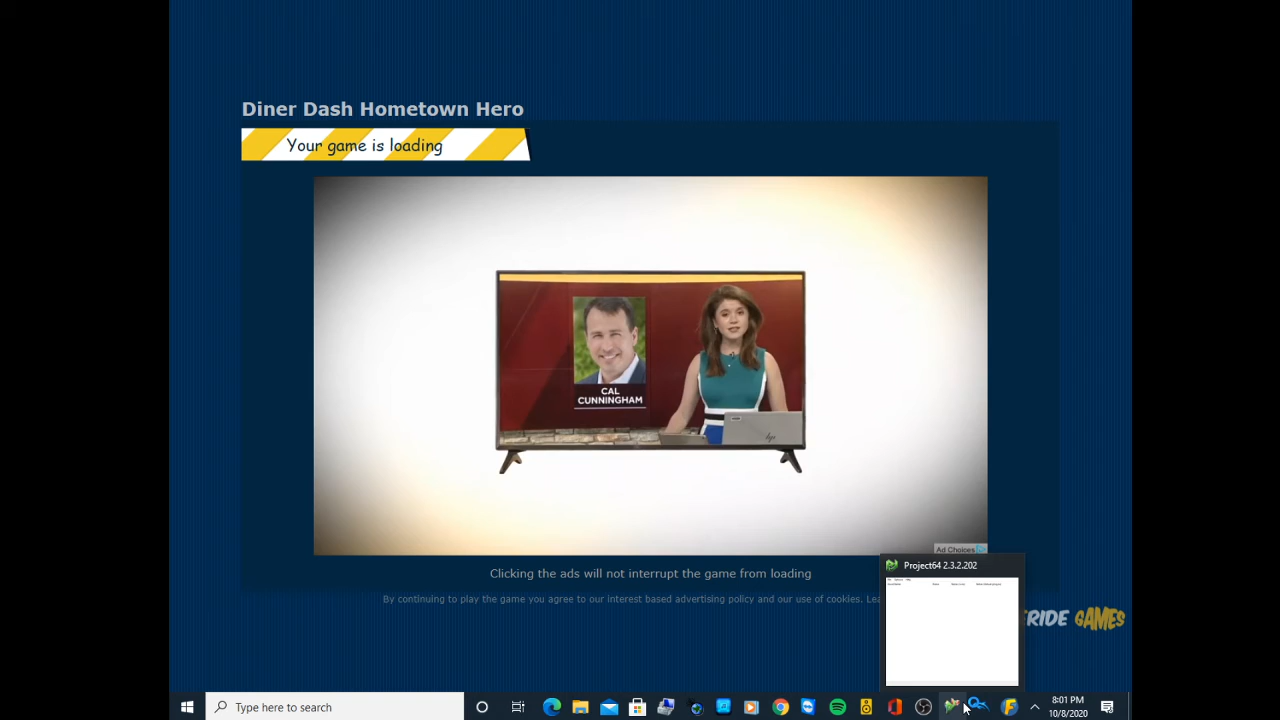 Diner Dash Hometown Hero
Your game is loading
CAL
CUNNINGHAM
Ad Choices
Clicking the ads will not interrupt the game from loading
Project64 2.3.2.202
By continuing to play the game you agree to our interest based advertising policy and our use of cookies.
RIDE GAMES
Type here to search
8:01 PM
10/8/2020